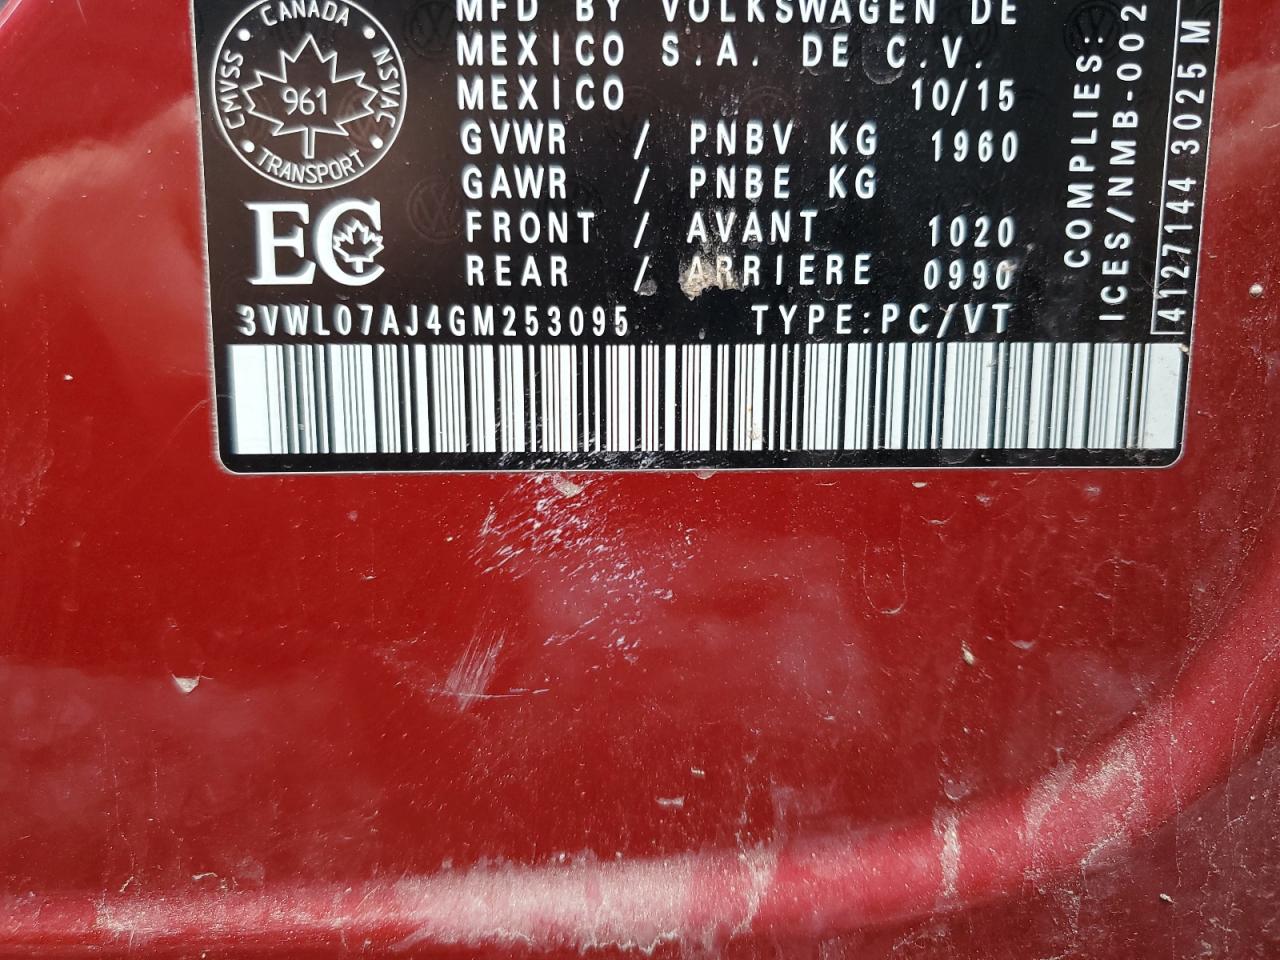 CANADA
CMVSS NSVAC
961
TRANSPORT
EC
MFD BY VOLKSWAGEN DE
MEXICO S.A. DE C.V.
MEXICO 10/15
GVWR / PNBV KG 1960
GAWR / PNBE KG
FRONT / AVANT 1020
REAR / ARRIERE 0990
3VWL07AJ4GM253095 TYPE:PC/VT
COMPLIES:
ICES/NMB-002
4127144 3025 M